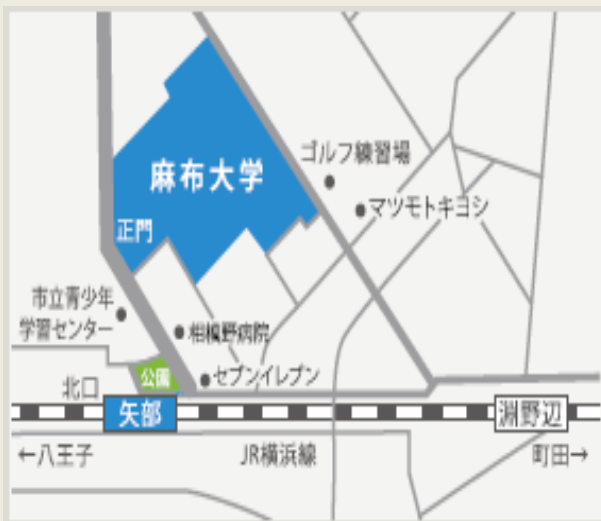 麻布大学
ゴルフ練習場
マツモトキヨシ
正門
市立青少年
学習センター
相模野病院
公園
セブンイレブン
北口
矢部
淵野辺
←八王子
JR横浜線
町田→